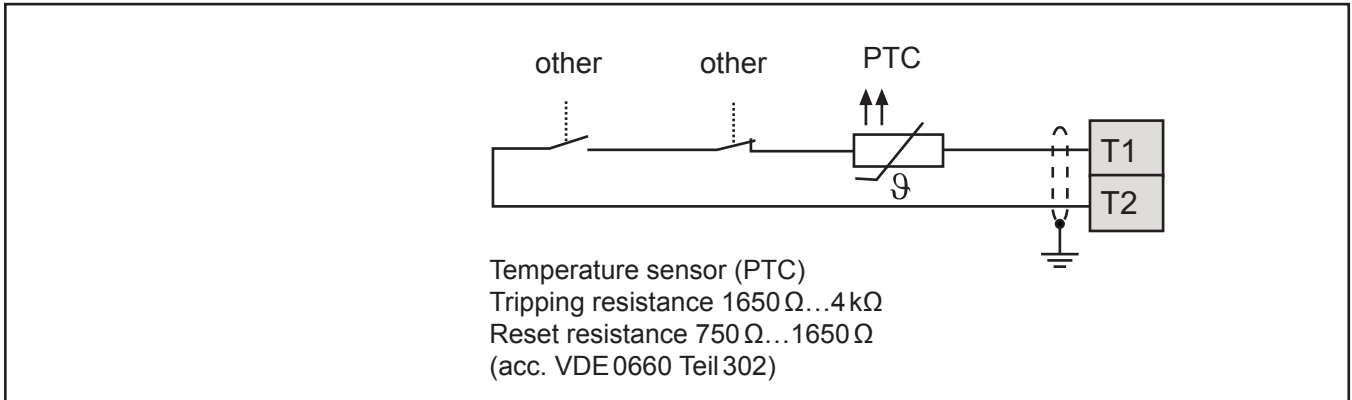 other other PTC
T1
ϑ
T2
Temperature sensor (PTC)
Tripping resistance 1650 Ω…4 kΩ
Reset resistance 750 Ω…1650 Ω
(acc. VDE 0660 Teil 302)